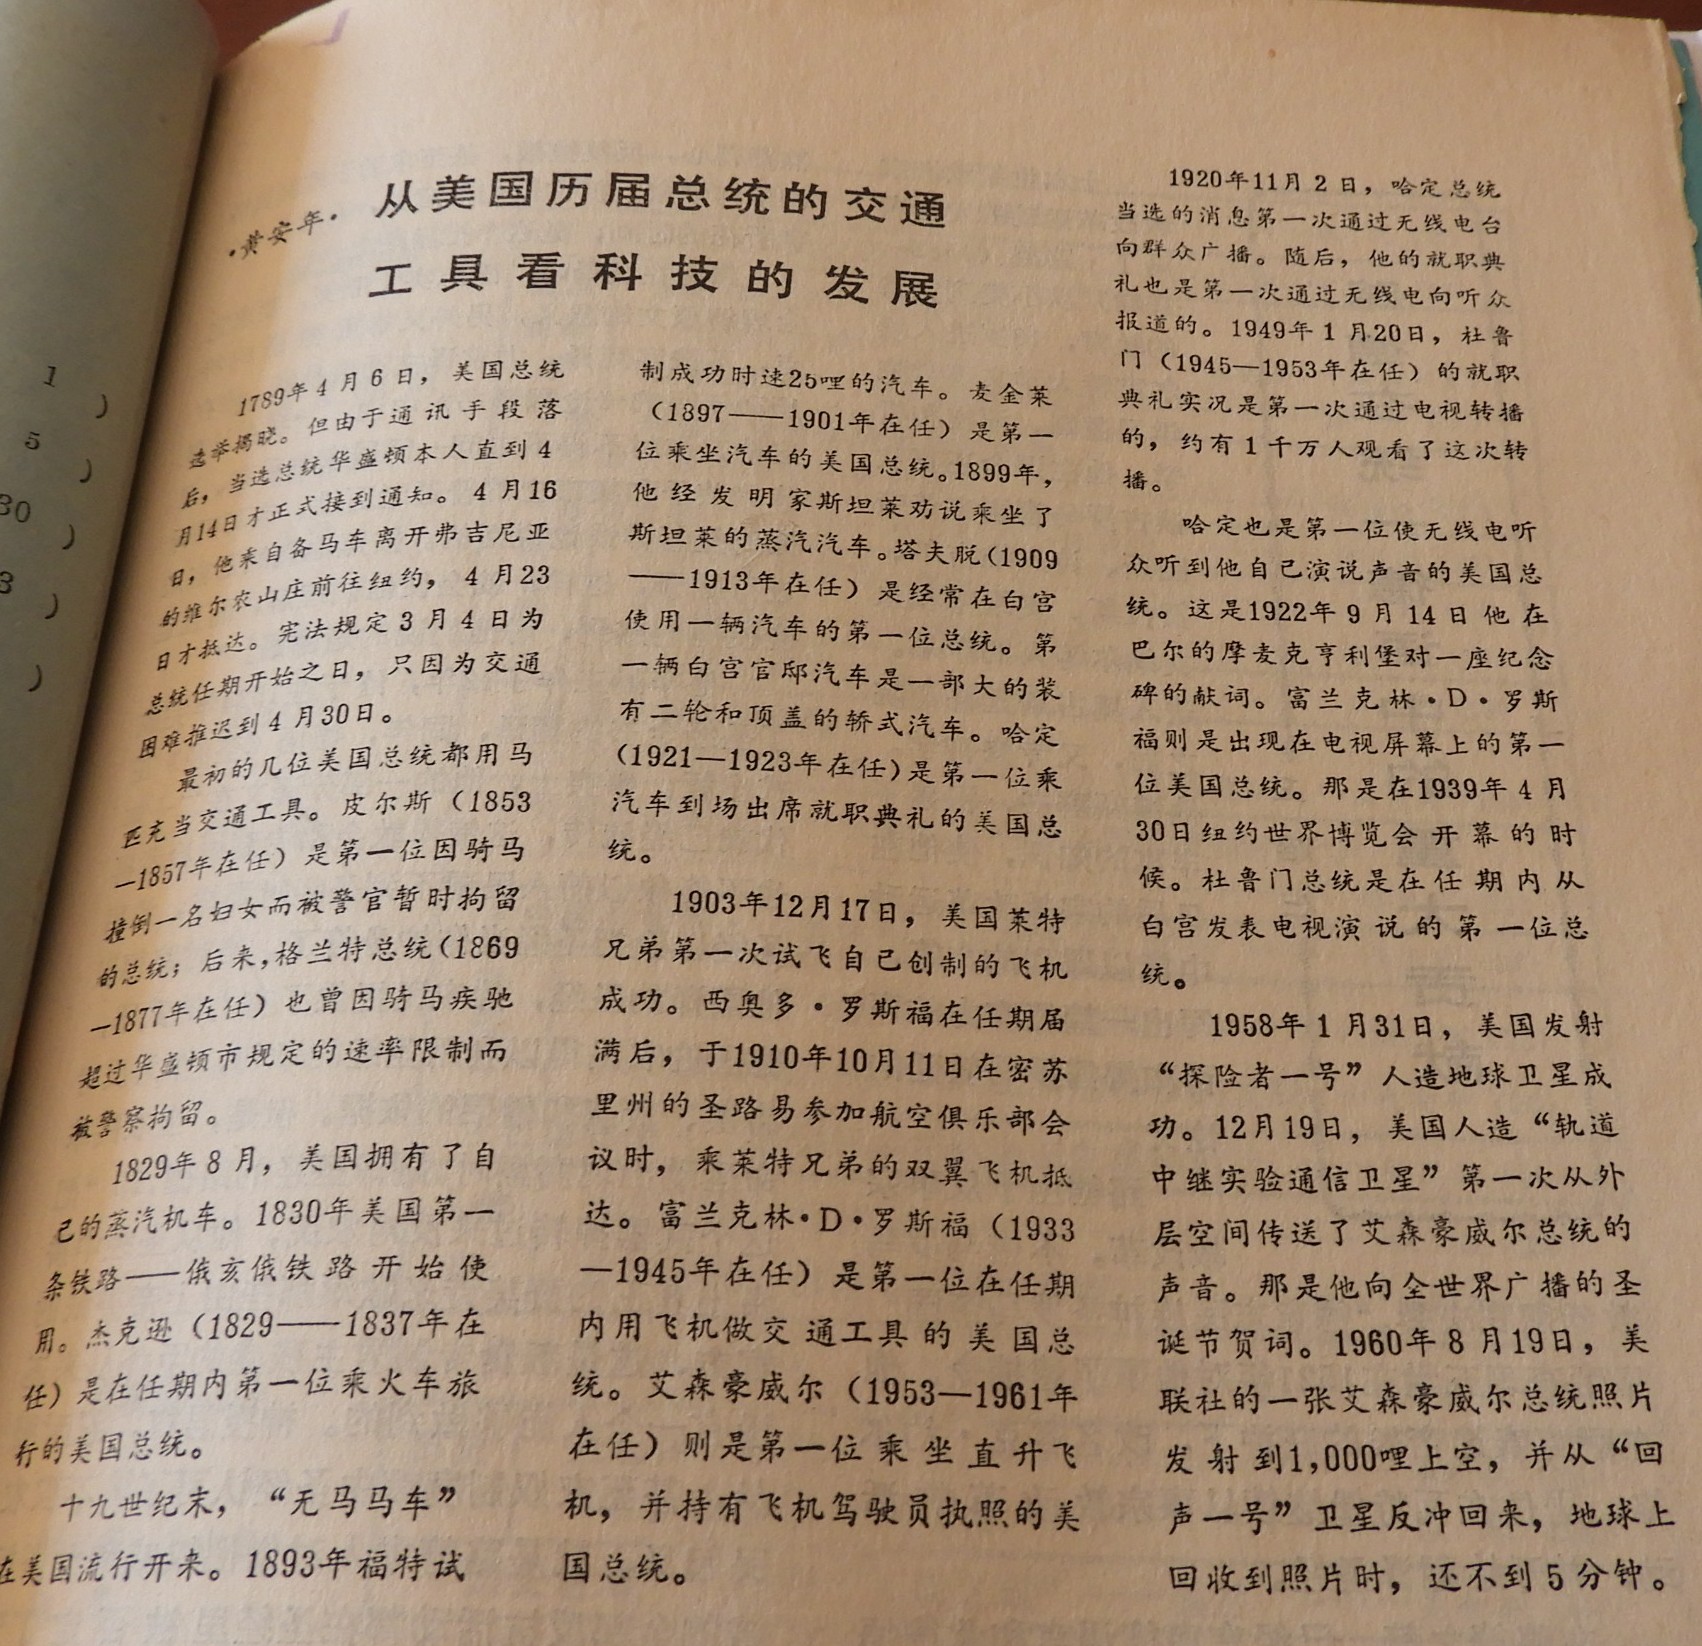 ·黄安年·
从美国历届总统的交通
工具看科技的发展
1789年4月6日，美国总统
选举揭晓。但由于通讯手段落
后，当选总统华盛顿本人直到4
月14日才正式接到通知。4月16
日，他乘自备马车离开弗吉尼亚
的维尔农山庄前往纽约，4月23
日才抵达。宪法规定3月4日为
总统任期开始之日，只因为交通
困难推迟到4月30日。
最初的几位美国总统都用马
匹充当交通工具。皮尔斯（1853
—1857年在任）是第一位因骑马
撞倒一名妇女而被警官暂时拘留
的总统；后来，格兰特总统（1869
—1877年在任）也曾因骑马疾驰
超过华盛顿市规定的速率限制而
被警察拘留。
1829年8月，美国拥有了自
己的蒸汽机车。1830年美国第一
条铁路——俄亥俄铁路开始使
用。杰克逊（1829——1837年在
任）是在任期内第一位乘火车旅
行的美国总统。
十九世纪末，“无马马车”
在美国流行开来。1893年福特试
制成功时速25哩的汽车。麦金莱
（1897——1901年在任）是第一
位乘坐汽车的美国总统。1899年，
他经发明家斯坦莱劝说乘坐了
斯坦莱的蒸汽汽车。塔夫脱（1909
——1913年在任）是经常在白宫
使用一辆汽车的第一位总统。第
一辆白宫官邸汽车是一部大的装
有二轮和顶盖的轿式汽车。哈定
（1921—1923年在任）是第一位乘
汽车到场出席就职典礼的美国总
统。
1903年12月17日，美国莱特
兄弟第一次试飞自己创制的飞机
成功。西奥多·罗斯福在任期届
满后，于1910年10月11日在密苏
里州的圣路易参加航空俱乐部会
议时，乘莱特兄弟的双翼飞机抵
达。富兰克林·D·罗斯福（1933
—1945年在任）是第一位在任期
内用飞机做交通工具的美国总
统。艾森豪威尔（1953—1961年
在任）则是第一位乘坐直升飞
机，并持有飞机驾驶员执照的美
国总统。
1920年11月2日，哈定总统
当选的消息第一次通过无线电台
向群众广播。随后，他的就职典
礼也是第一次通过无线电向听众
报道的。1949年1月20日，杜鲁
门（1945—1953年在任）的就职
典礼实况是第一次通过电视转播
的，约有1千万人观看了这次转
播。
哈定也是第一位使无线电听
众听到他自己演说声音的美国总
统。这是1922年9月14日他在
巴尔的摩麦克亨利堡对一座纪念
碑的献词。富兰克林·D·罗斯
福则是出现在电视屏幕上的第一
位美国总统。那是在1939年4月
30日纽约世界博览会开幕的时
候。杜鲁门总统是在任期内从
白宫发表电视演说的第一位总
统。
1958年1月31日，美国发射
“探险者一号”人造地球卫星成
功。12月19日，美国人造“轨道
中继实验通信卫星”第一次从外
层空间传送了艾森豪威尔总统的
声音。那是他向全世界广播的圣
诞节贺词。1960年8月19日，美
联社的一张艾森豪威尔总统照片
发射到1,000哩上空，并从“回
声一号”卫星反冲回来，地球上
回收到照片时，还不到5分钟。
1
）
5
）
30
）
3
）
）